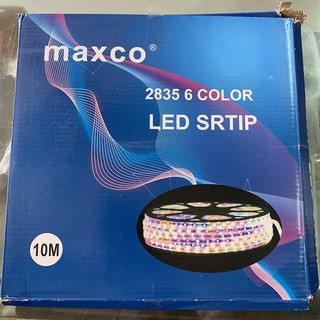 maxco®
2835 6 COLOR
LED SRTIP
10M